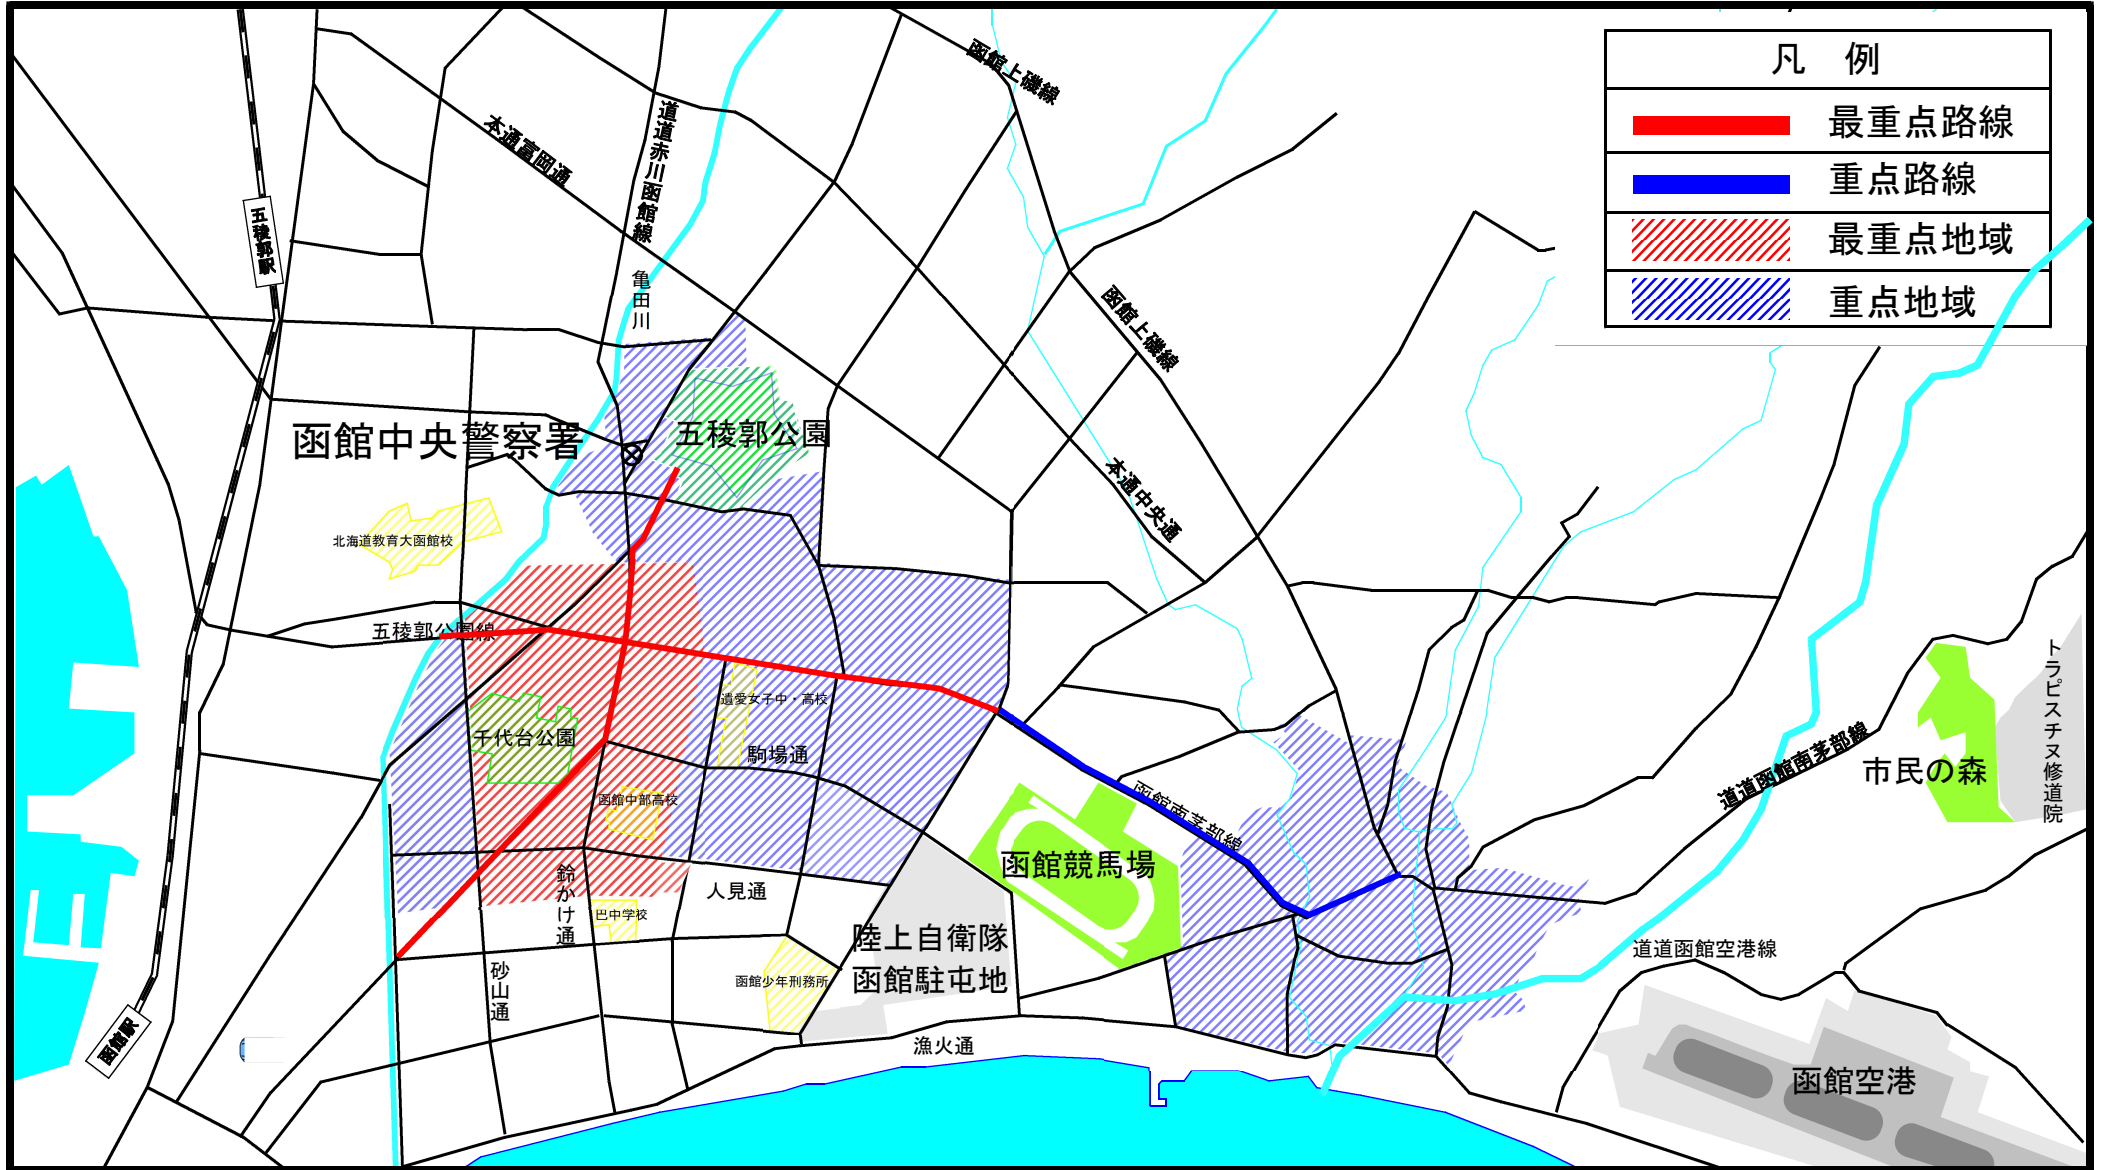 凡 例
最重点路線
重点路線
最重点地域
重点地域
函館上磯線
本通富岡通
道道赤川函館線
五稜郭駅
亀田川
函館上磯線
函館中央警察署
五稜郭公園
本通中央通
北海道教育大函館校
五稜郭公園線
遺愛女子中・高校
千代台公園
駒場通
函館中部高校
函館南茅部線
道道函館南茅部線
市民の森
トラピスチヌ修道院
函館競馬場
鈴かけ通
人見通
巴中学校
陸上自衛隊
函館駐屯地
道道函館空港線
砂山通
函館少年刑務所
函館駅
漁火通
函館空港